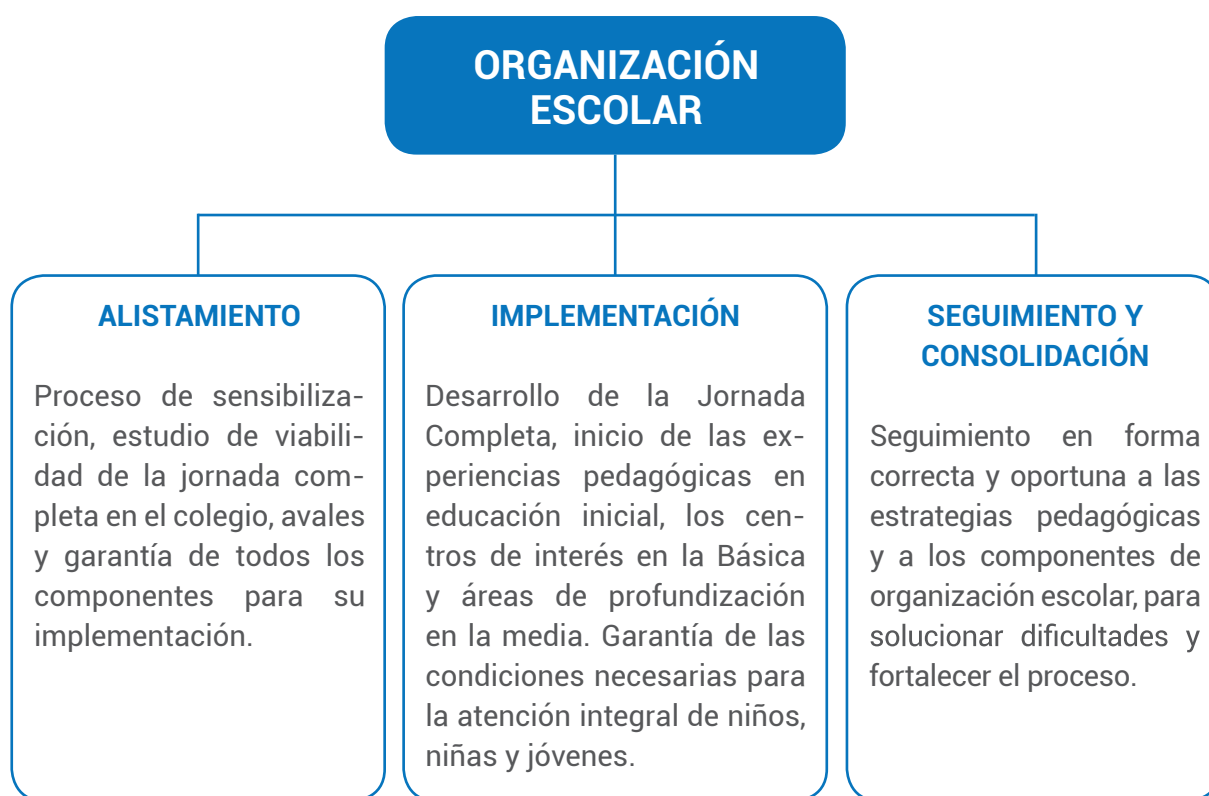 ORGANIZACIÓN
ESCOLAR
ALISTAMIENTO
Proceso de sensibiliza-
ción, estudio de viabili-
dad de la jornada com-
pleta en el colegio, avales
y garantía de todos los
componentes para su
implementación.
IMPLEMENTACIÓN
Desarrollo de la Jornada
Completa, inicio de las ex-
periencias pedagógicas en
educación inicial, los cen-
tros de interés en la Básica
y áreas de profundización
en la media. Garantía de las
condiciones necesarias para
la atención integral de niños,
niñas y jóvenes.
SEGUIMIENTO Y
CONSOLIDACIÓN
Seguimiento en forma
correcta y oportuna a las
estrategias pedagógicas
y a los componentes de
organización escolar, para
solucionar dificultades y
fortalecer el proceso.